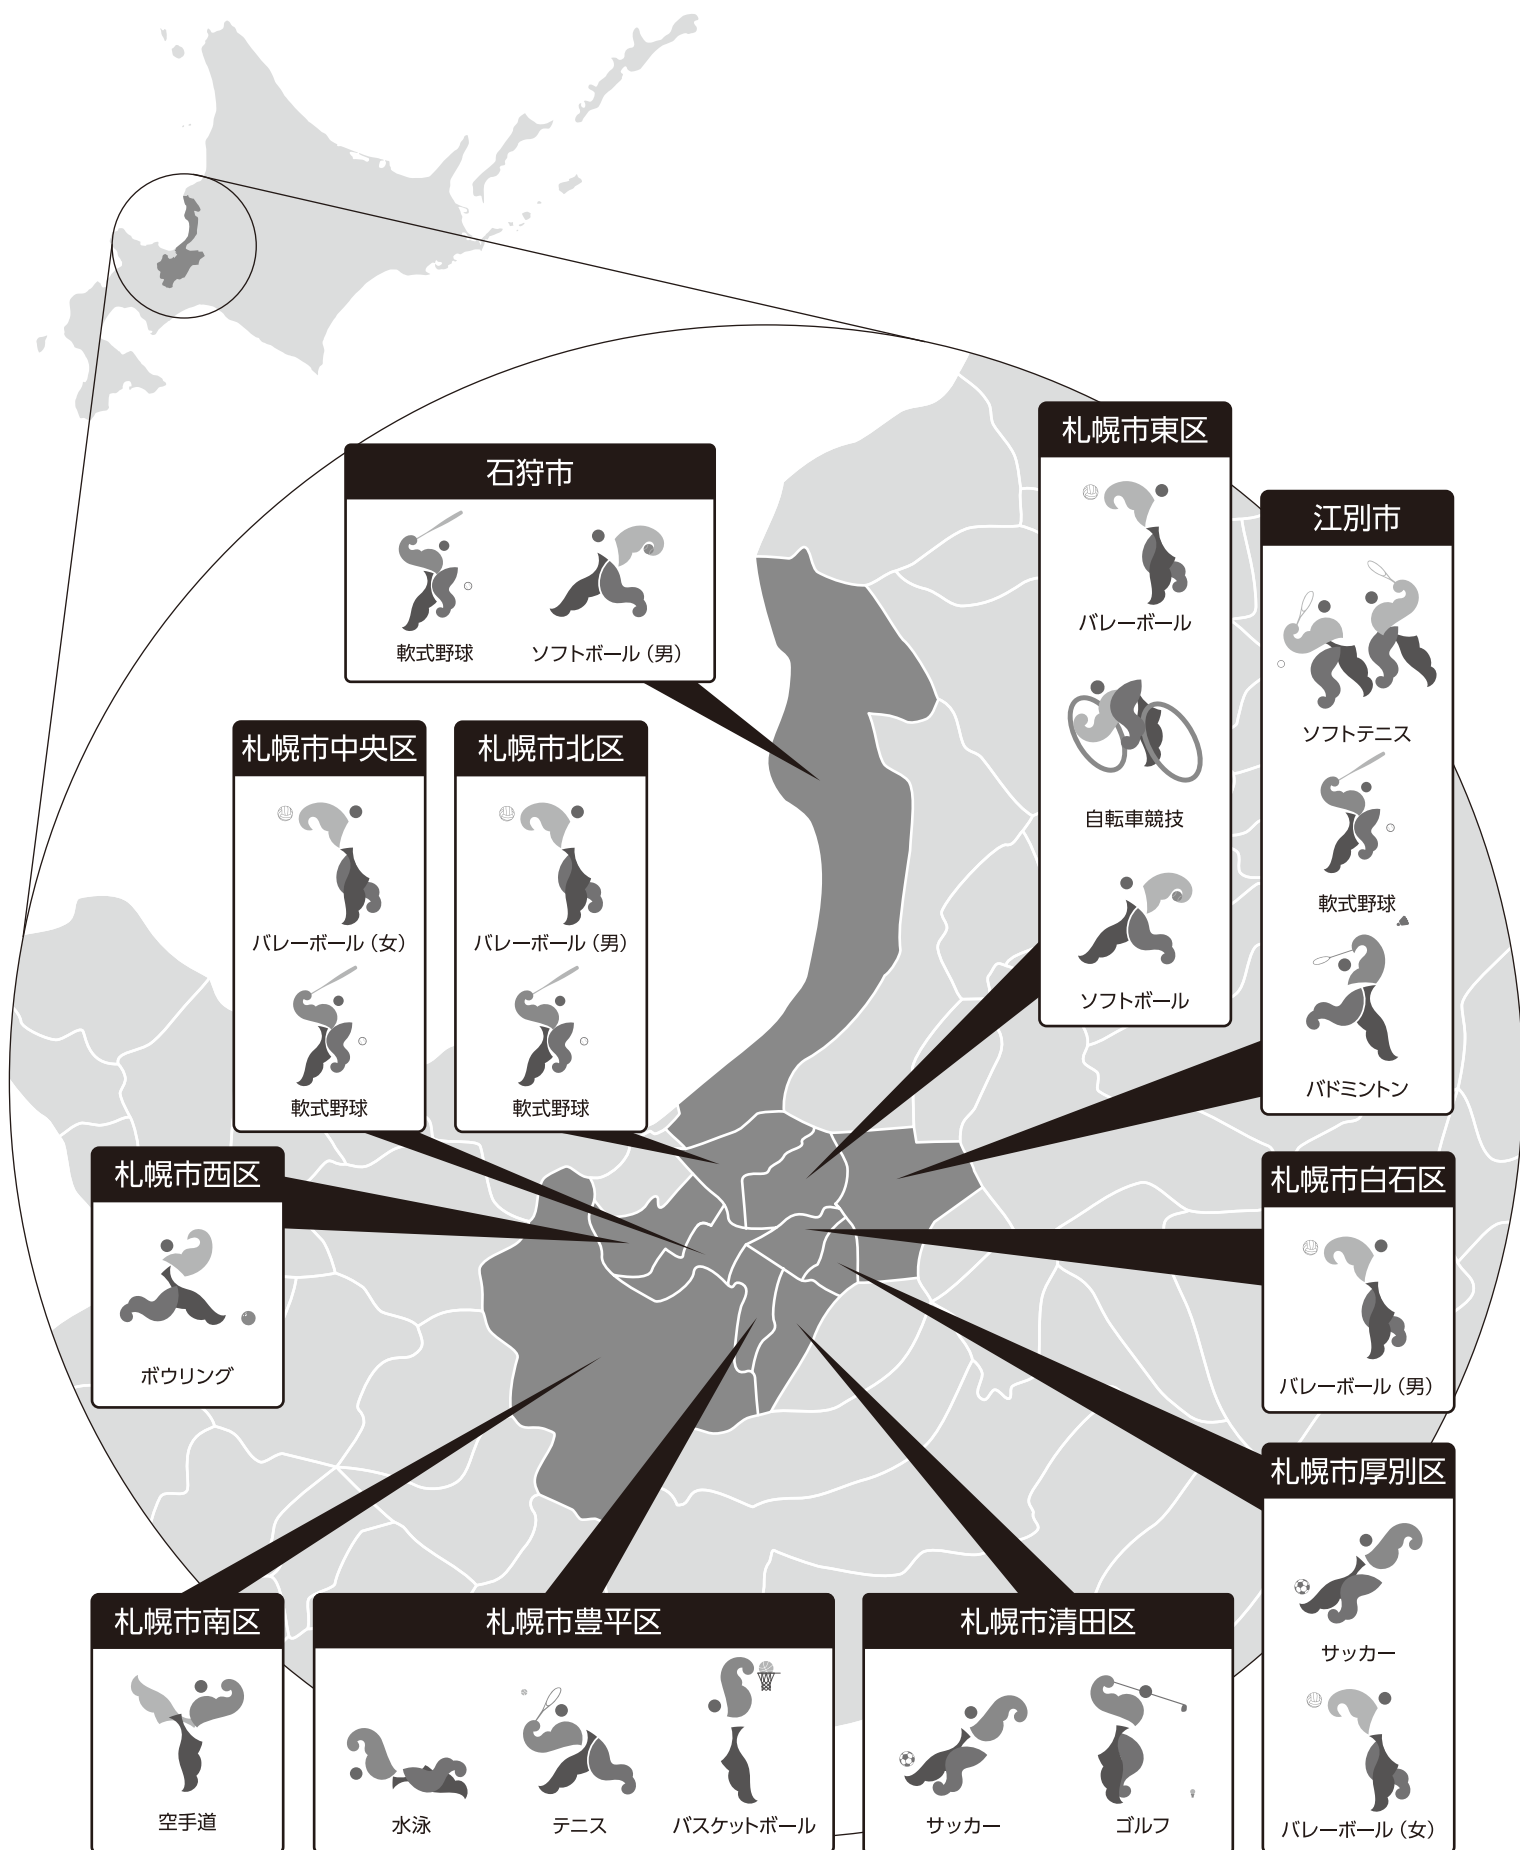 石狩市
軟式野球
ソフトボール（男）
札幌市東区
バレーボール
自転車競技
ソフトボール
江別市
ソフトテニス
軟式野球
バドミントン
札幌市中央区
バレーボール（女）
軟式野球
札幌市北区
バレーボール（男）
軟式野球
札幌市西区
ボウリング
札幌市白石区
バレーボール（男）
札幌市厚別区
サッカー
バレーボール（女）
札幌市南区
空手道
札幌市豊平区
水泳
テニス
バスケットボール
札幌市清田区
サッカー
ゴルフ